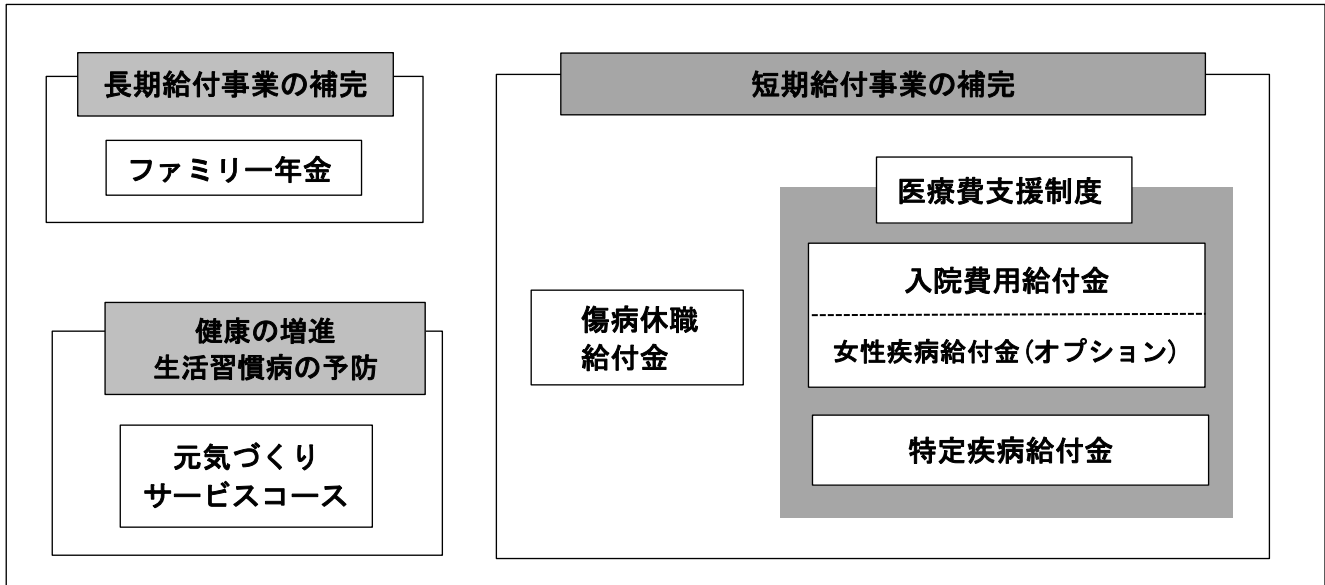 長期給付事業の補完
ファミリー年金
健康の増進
生活習慣病の予防
元気づくり
サービスコース
短期給付事業の補完
傷病休職
給付金
医療費支援制度
入院費用給付金
女性疾病給付金(オプション)
特定疾病給付金